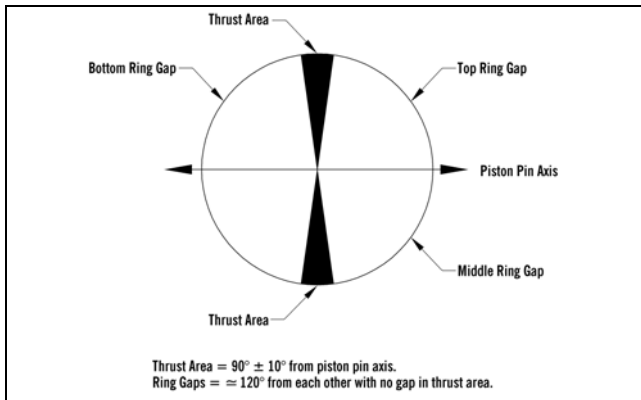 Thrust Area
Bottom Ring Gap
Top Ring Gap
Piston Pin Axis
Middle Ring Gap
Thrust Area
Thrust Area = 90° ± 10° from piston pin axis.
Ring Gaps = ≃ 120° from each other with no gap in thrust area.